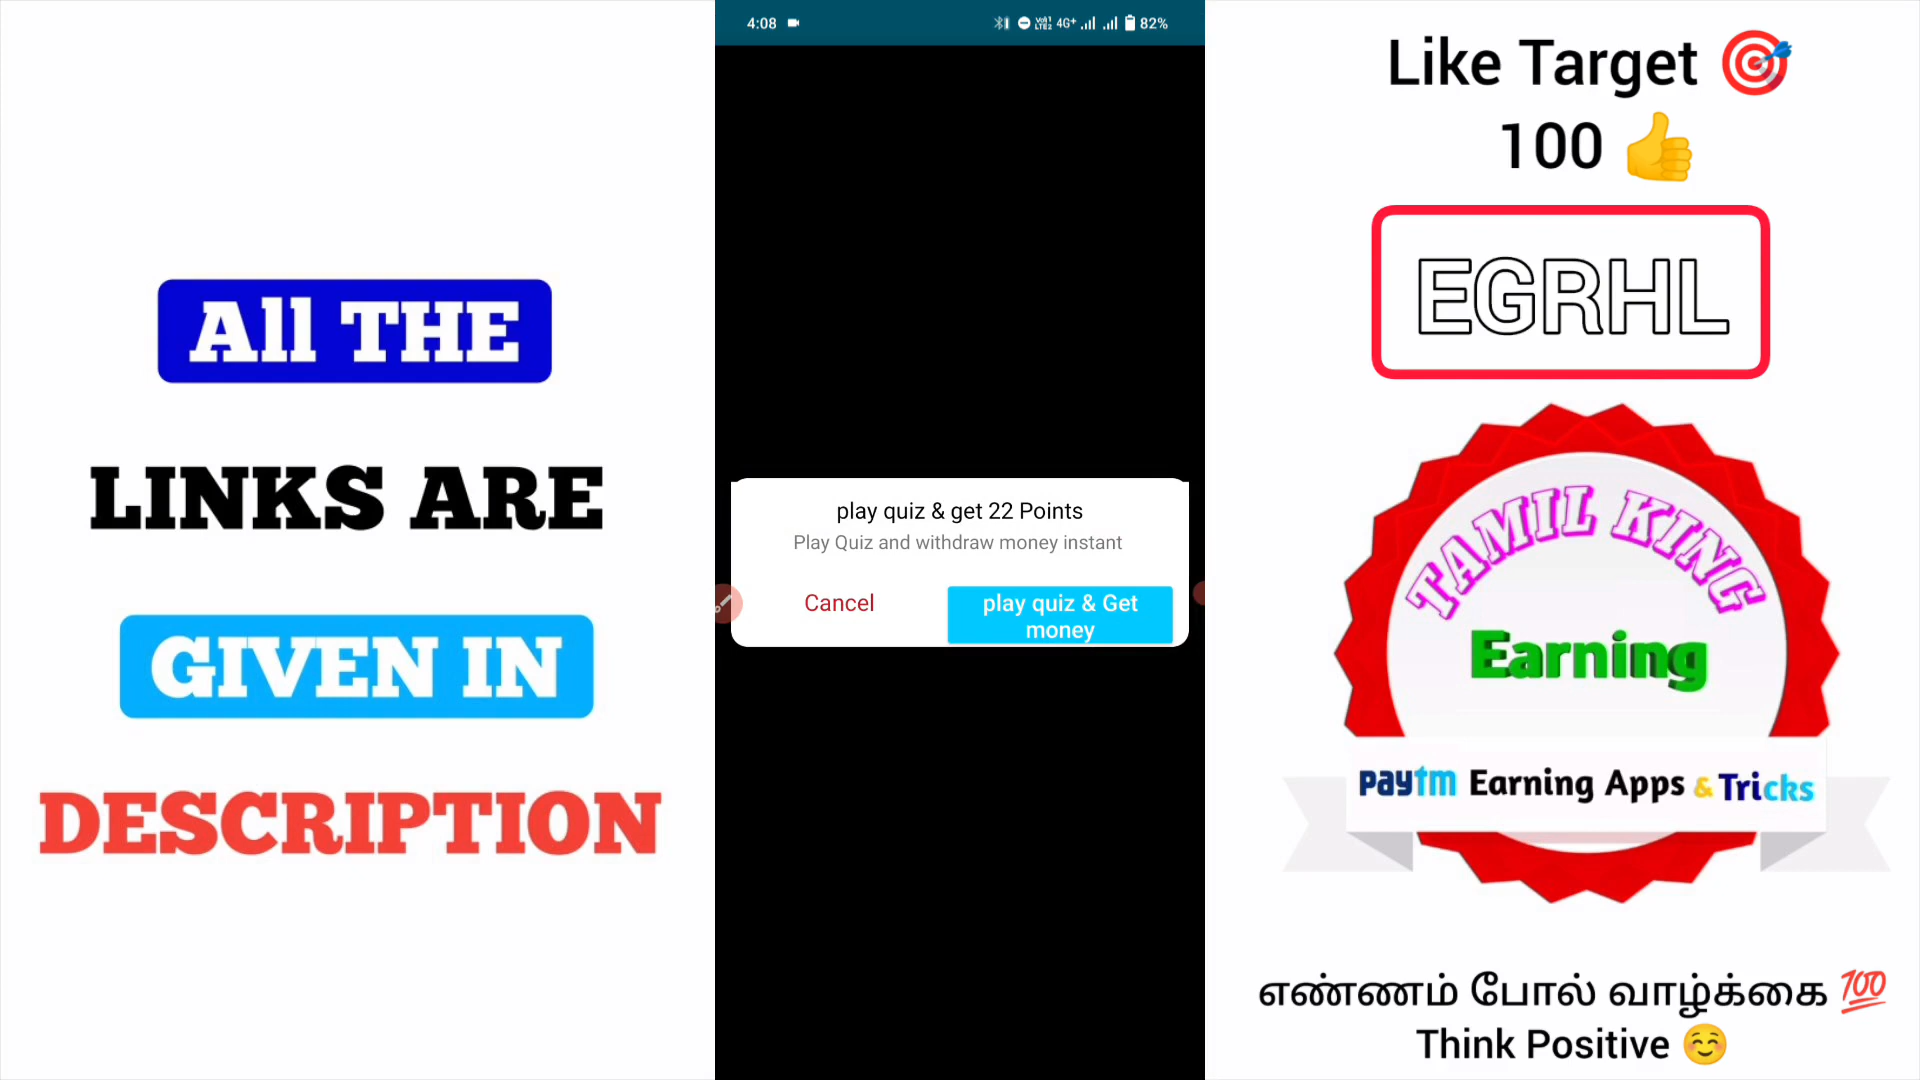 All THE
LINKS ARE
GIVEN IN
DESCRIPTION
4:08
VoI1 LTE2 4G+ 82%
play quiz & get 22 Points
Play Quiz and withdraw money instant
Cancel
play quiz & Get
money
Like Target 🎯
100 👍
EGRHL
TAMIL KING
Earning
paytm Earning Apps & Tricks
எண்ணம் போல் வாழ்க்கை 💯
Think Positive ☺️